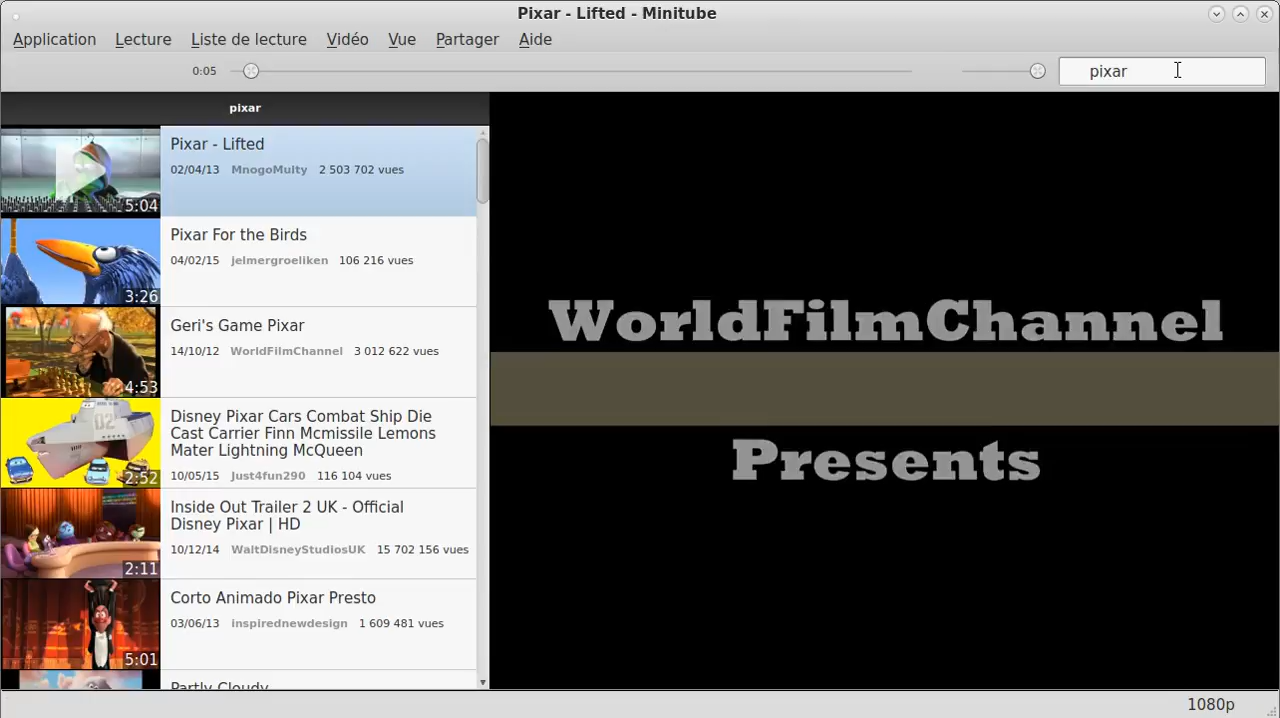 Pixar - Lifted - Minitube
Application Lecture Liste de lecture Vidéo Vue Partager Aide
0:05
pixar
pixar
5:04
Pixar - Lifted
02/04/13 MnogoMulty 2 503 702 vues
3:26
Pixar For the Birds
04/02/15 jelmergroeliken 106 216 vues
4:53
Geri's Game Pixar
14/10/12 WorldFilmChannel 3 012 622 vues
2:52
Disney Pixar Cars Combat Ship Die
Cast Carrier Finn Mcmissile Lemons
Mater Lightning McQueen
10/05/15 Just4fun290 116 104 vues
2:11
Inside Out Trailer 2 UK - Official
Disney Pixar | HD
10/12/14 WaltDisneyStudiosUK 15 702 156 vues
5:01
Corto Animado Pixar Presto
03/06/13 inspirednewdesign 1 609 481 vues
Partly Cloudy
WorldFilmChannel
Presents
1080p